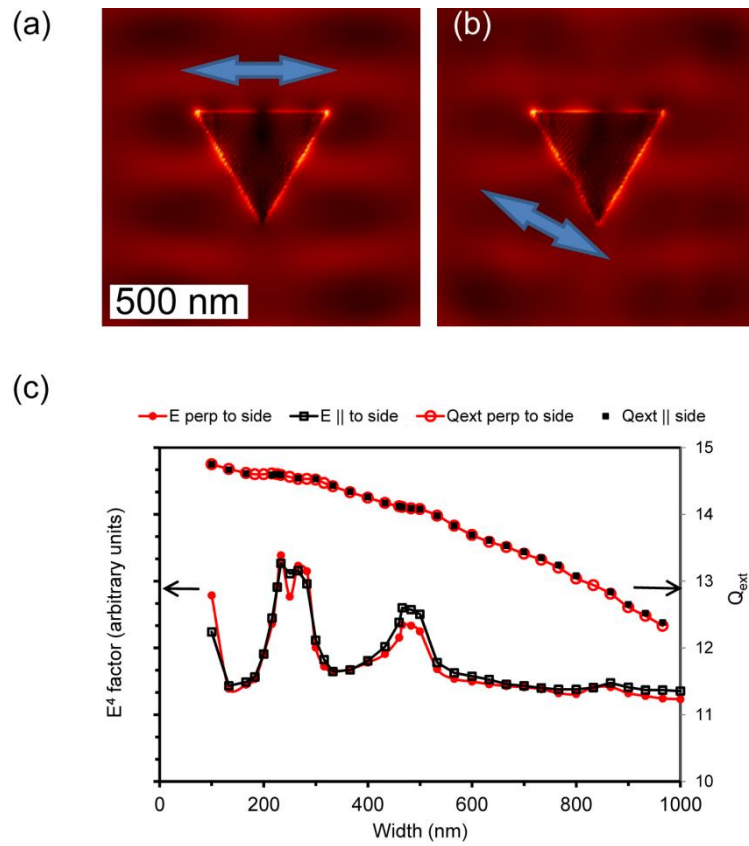 (a)
(b)
500 nm
(c)
E perp to side E || to side Qext perp to side Qext || side
15
14
13
12
11
10
E⁴ factor (arbitrary units)
Qext
0 200 400 600 800 1000
Width (nm)